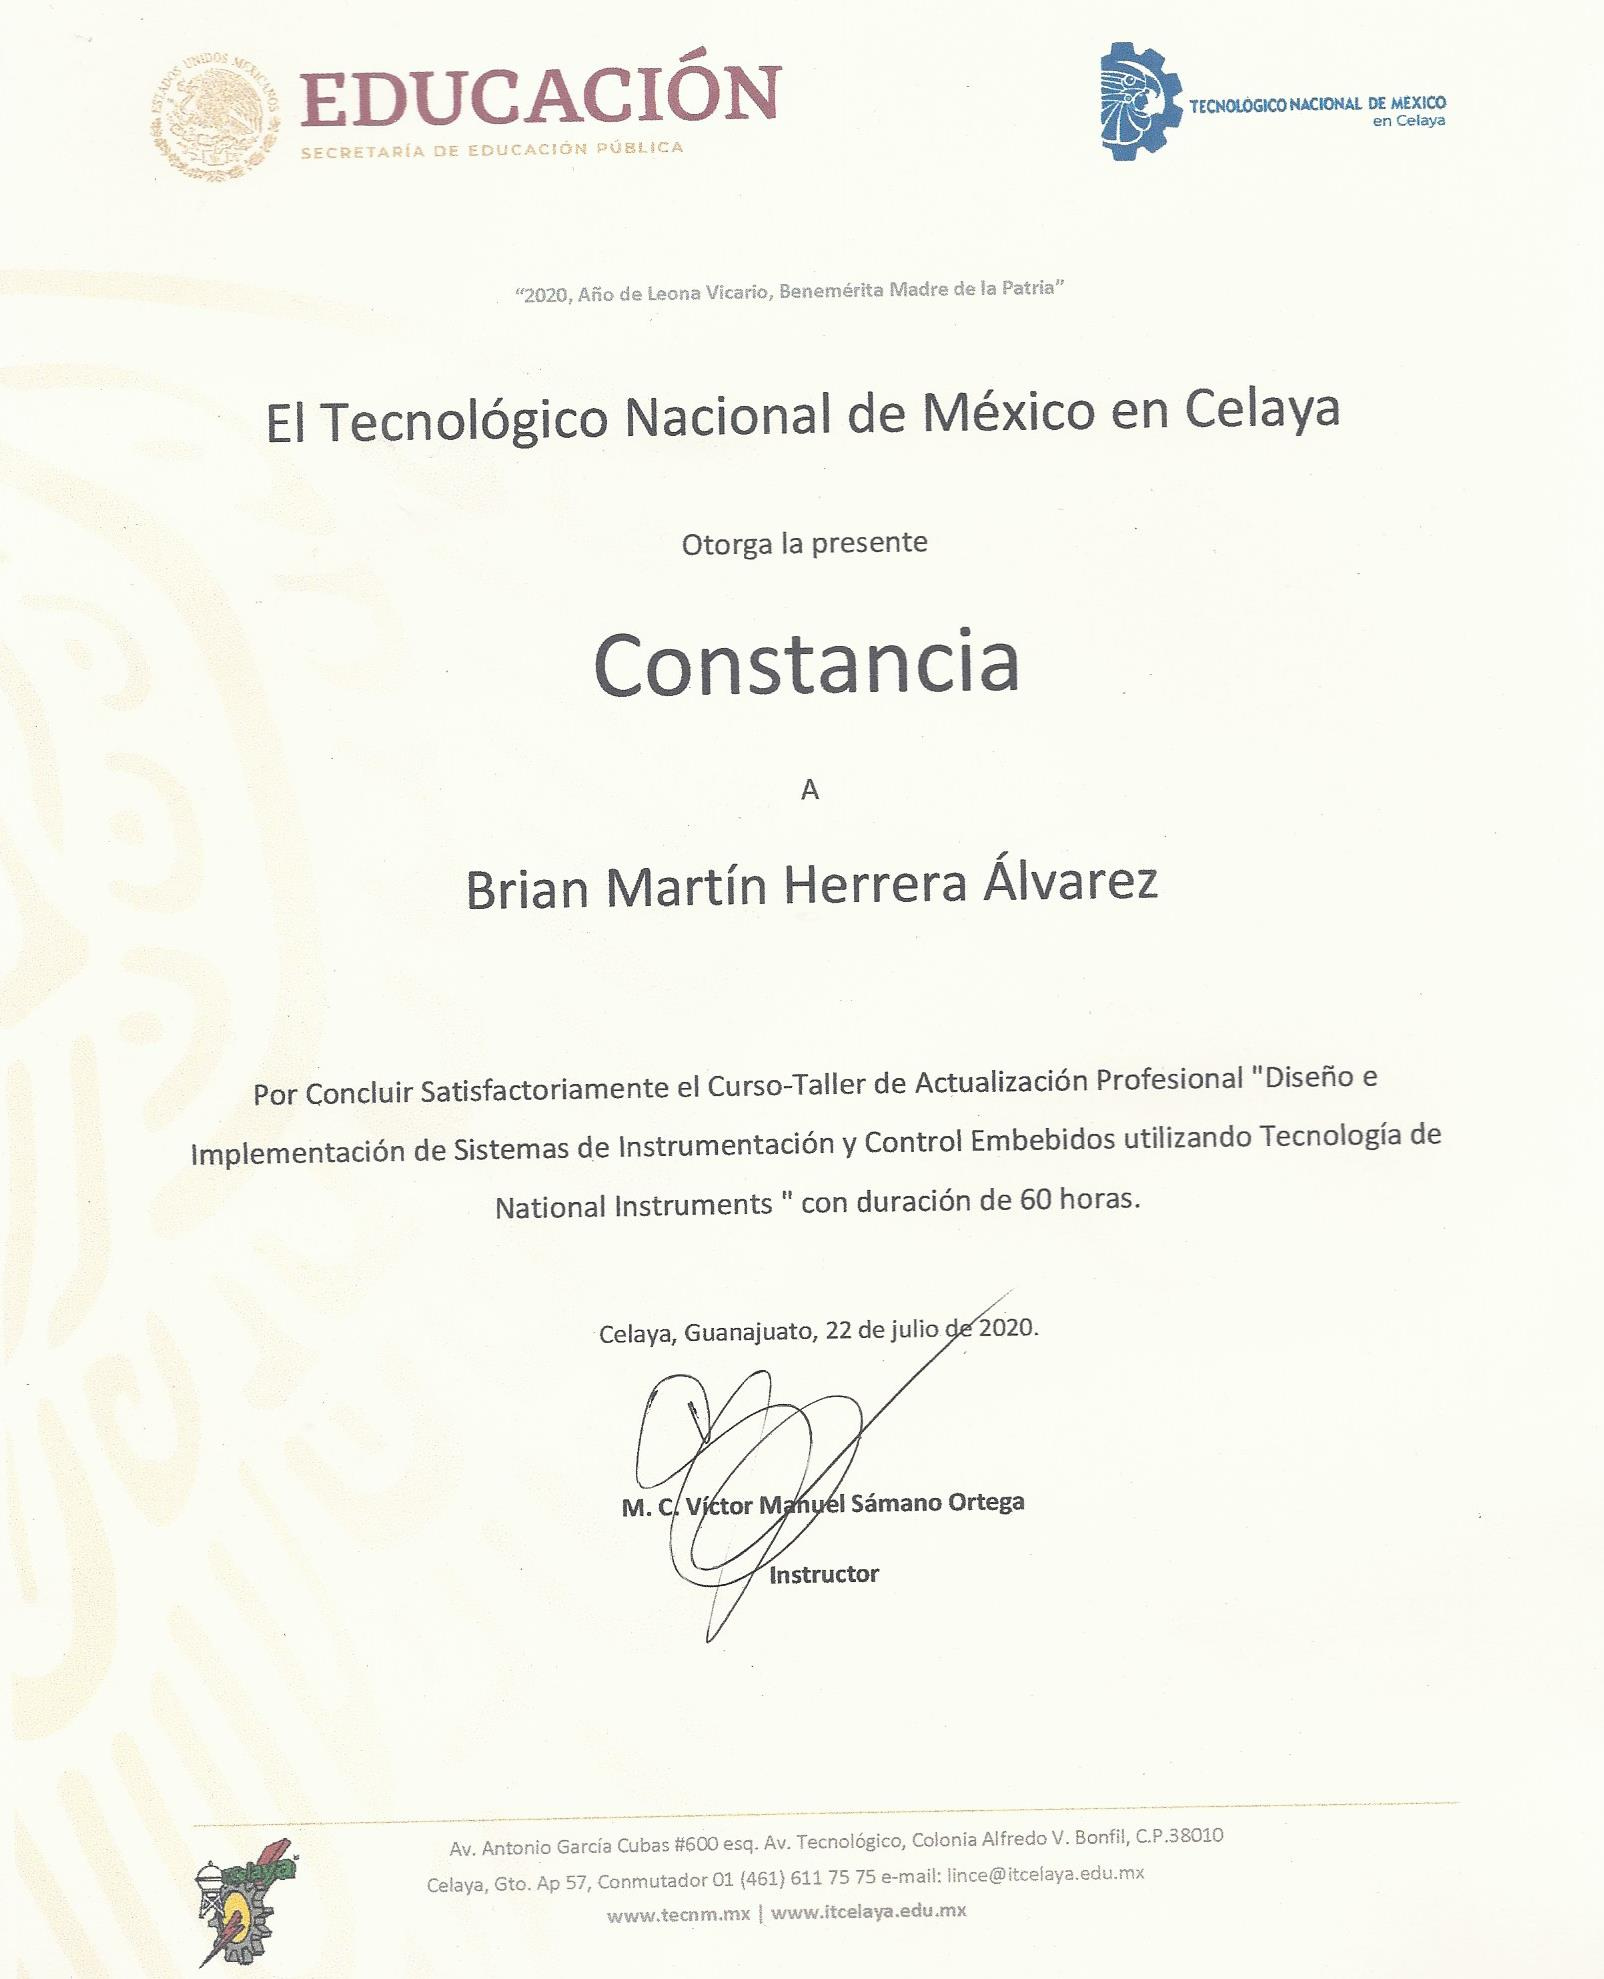 ESTADOS UNIDOS MEXICANOS
EDUCACIÓN
SECRETARÍA DE EDUCACIÓN PÚBLICA
TECNOLÓGICO NACIONAL DE MÉXICO
en Celaya
“2020, Año de Leona Vicario, Benemérita Madre de la Patria”
El Tecnológico Nacional de México en Celaya
Otorga la presente
Constancia
A
Brian Martín Herrera Álvarez
Por Concluir Satisfactoriamente el Curso-Taller de Actualización Profesional "Diseño e
Implementación de Sistemas de Instrumentación y Control Embebidos utilizando Tecnología de
National Instruments " con duración de 60 horas.
Celaya, Guanajuato, 22 de julio de 2020.
M. C. Víctor Manuel Sámano Ortega
Instructor
Celaya
Av. Antonio García Cubas #600 esq. Av. Tecnológico, Colonia Alfredo V. Bonfil, C.P.38010
Celaya, Gto. Ap 57, Conmutador 01 (461) 611 75 75 e-mail: lince@itcelaya.edu.mx
www.tecnm.mx | www.itcelaya.edu.mx